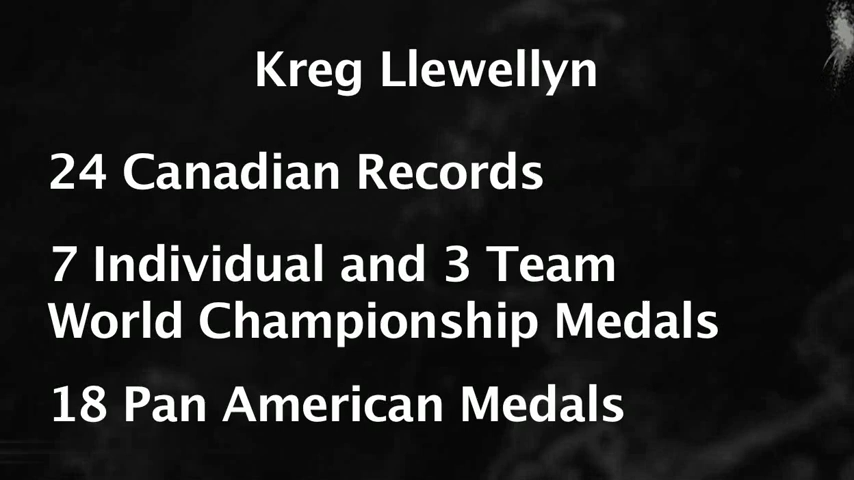 Kreg Llewellyn
24 Canadian Records
7 Individual and 3 Team
World Championship Medals
18 Pan American Medals